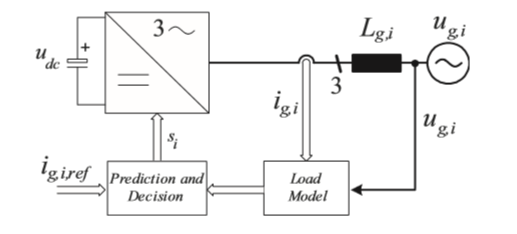 3~
u_dc
+
L_g,i
u_g,i
3
i_g,i
u_g,i
s_i
i_g,i,ref
Prediction and
Decision
Load
Model